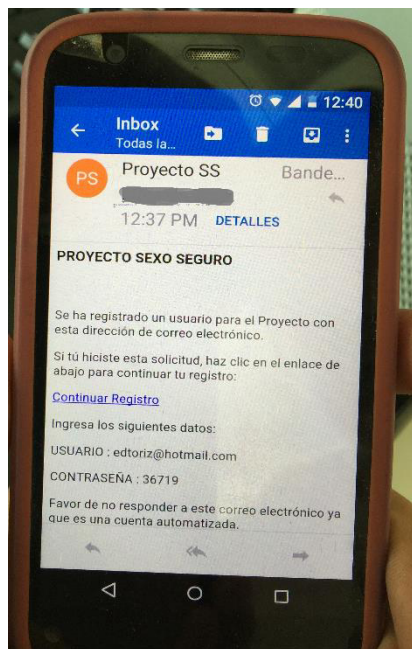 12:40
Inbox
Todas la...
PS
Proyecto SS
Bande...
12:37 PM DETALLES
PROYECTO SEXO SEGURO
Se ha registrado un usuario para el Proyecto con
esta dirección de correo electrónico.
Si tú hiciste esta solicitud, haz clic en el enlace de
abajo para continuar tu registro:
Continuar Registro
Ingresa los siguientes datos:
USUARIO : edtoriz@hotmail.com
CONTRASEÑA : 36719
Favor de no responder a este correo electrónico ya
que es una cuenta automatizada.